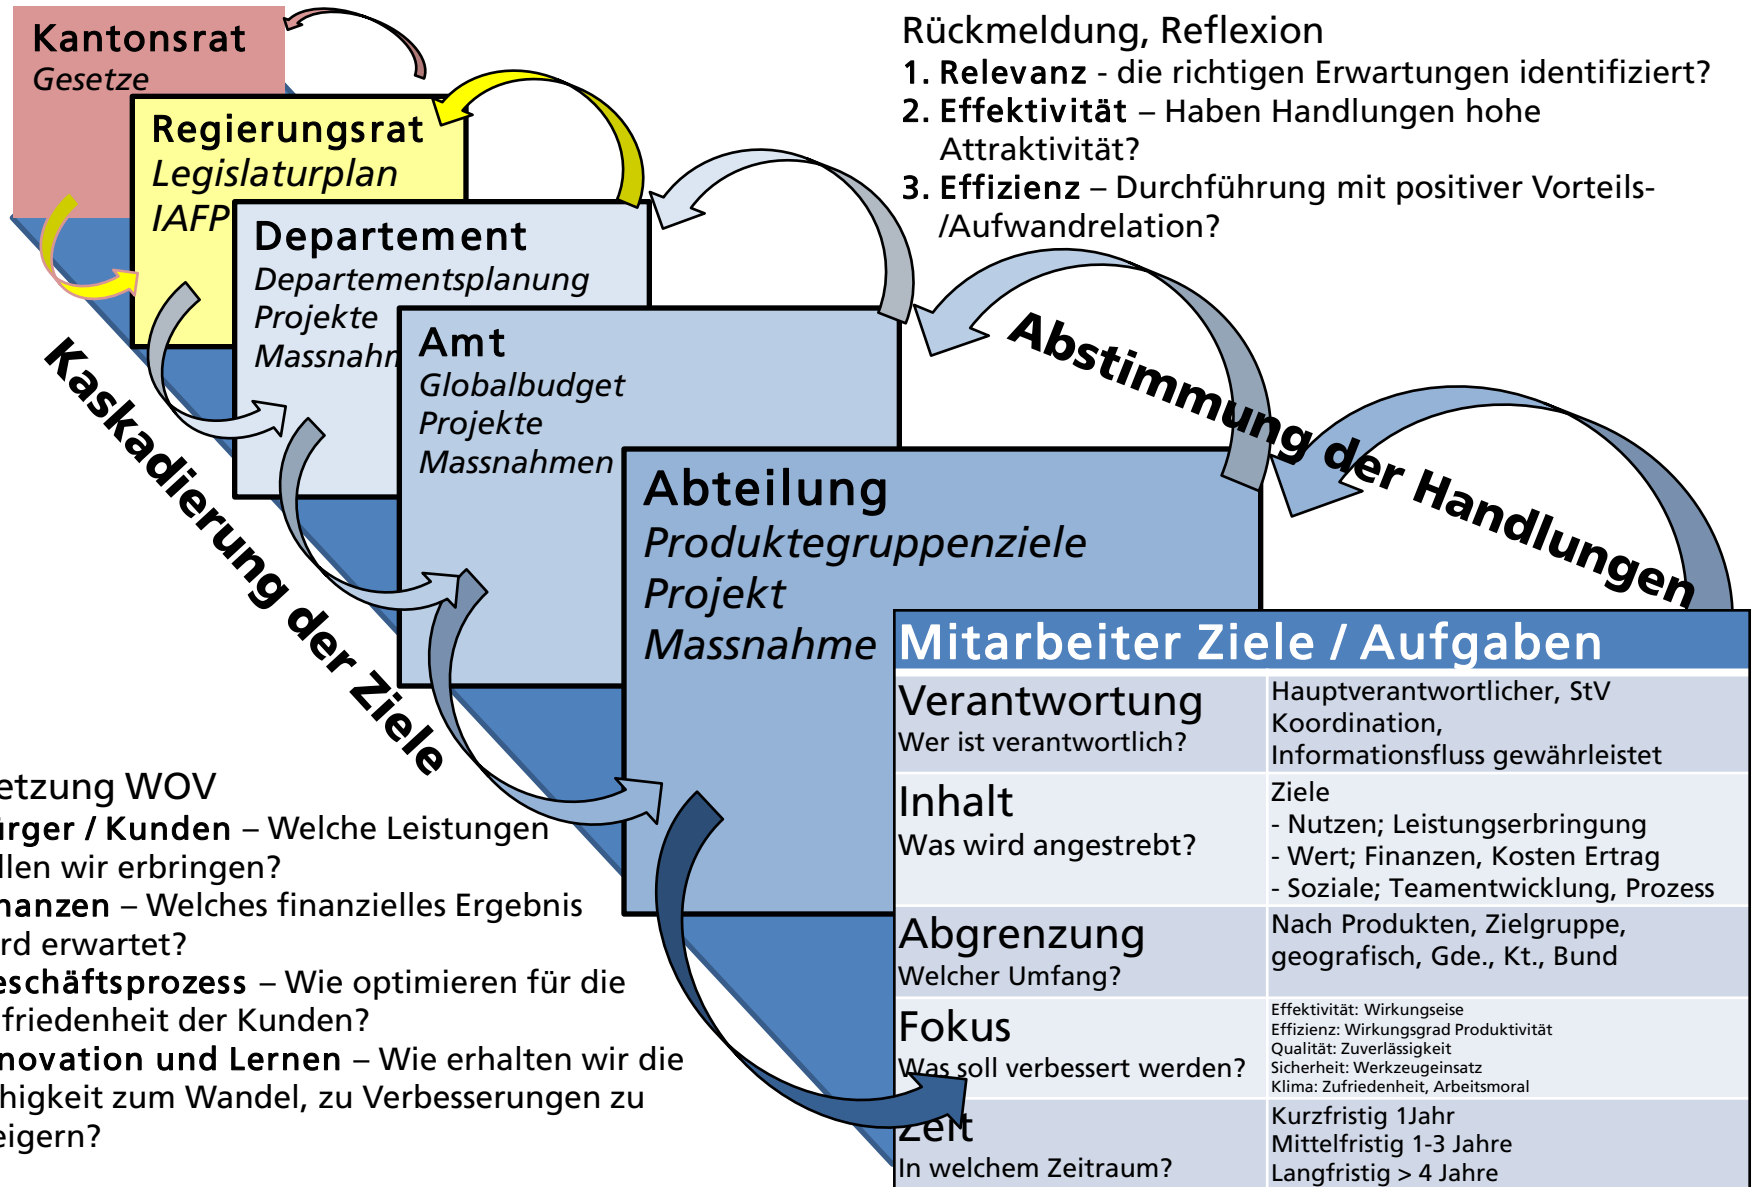 Kantonsrat
Gesetze
Regierungsrat
Legislaturplan
IAFP
Departement
Departementsplanung
Projekte
Massnahm
Amt
Globalbudget
Projekte
Massnahmen
Abteilung
Produktegruppenziele
Projekt
Massnahme
Rückmeldung, Reflexion
1. Relevanz - die richtigen Erwartungen identifiziert?
2. Effektivität – Haben Handlungen hohe
Attraktivität?
3. Effizienz – Durchführung mit positiver Vorteils-
/Aufwandrelation?
Kaskadierung der Ziele
Abstimmung der Handlungen
etzung WOV
ürger / Kunden – Welche Leistungen
llen wir erbringen?
nanzen – Welches finanzielles Ergebnis
rd erwartet?
eschäftsprozess – Wie optimieren für die
friedenheit der Kunden?
novation und Lernen – Wie erhalten wir die
higkeit zum Wandel, zu Verbesserungen zu
eigern?
Mitarbeiter Ziele / Aufgaben
Verantwortung
Wer ist verantwortlich?
Hauptverantwortlicher, StV
Koordination,
Informationsfluss gewährleistet
Inhalt
Was wird angestrebt?
Ziele
- Nutzen; Leistungserbringung
- Wert; Finanzen, Kosten Ertrag
- Soziale; Teamentwicklung, Prozess
Abgrenzung
Welcher Umfang?
Nach Produkten, Zielgruppe,
geografisch, Gde., Kt., Bund
Fokus
Was soll verbessert werden?
Effektivität: Wirkungseise
Effizienz: Wirkungsgrad Produktivität
Qualität: Zuverlässigkeit
Sicherheit: Werkzeugeinsatz
Klima: Zufriedenheit, Arbeitsmoral
Zeit
In welchem Zeitraum?
Kurzfristig 1Jahr
Mittelfristig 1-3 Jahre
Langfristig > 4 Jahre